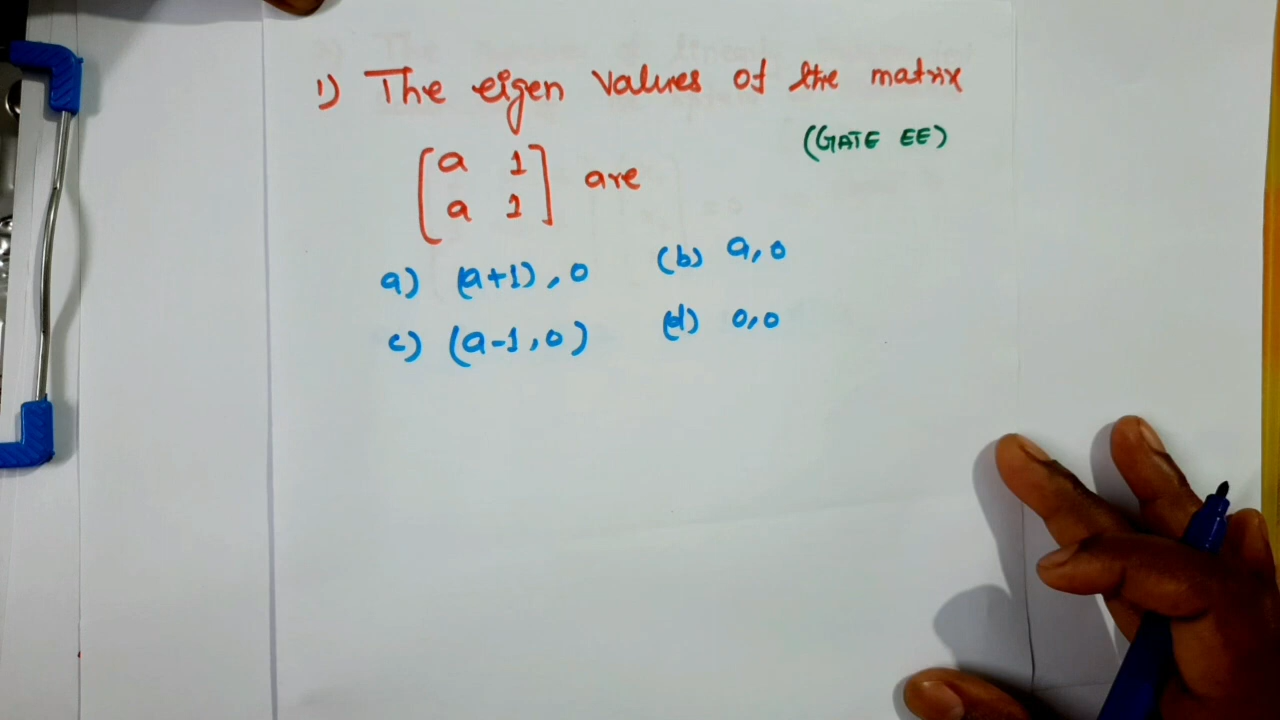 1) The eigen values of the matrix
(GATE EE)
[a 1
a 1] are
a) (a+1), 0 (b) a, 0
c) (a-1, 0) (d) 0,0